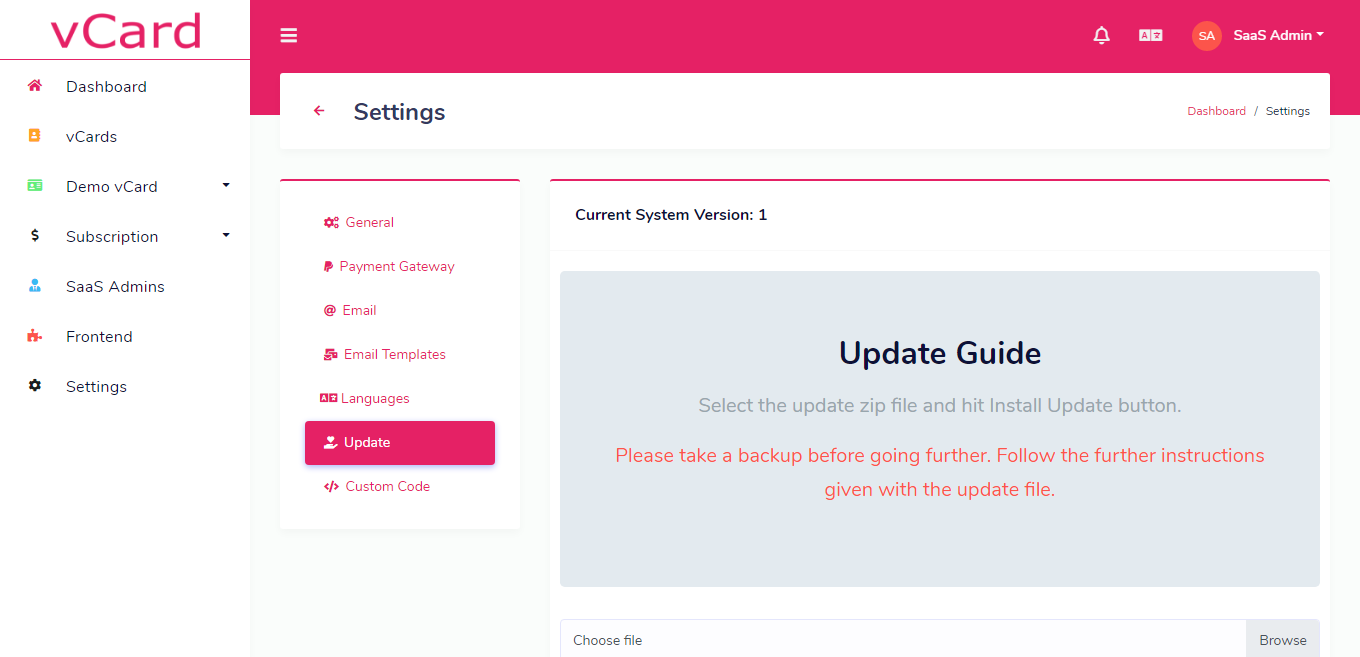 vCard
SA
SaaS Admin
Dashboard
vCards
Demo vCard
Subscription
SaaS Admins
Frontend
Settings
Settings
Dashboard / Settings
General
Payment Gateway
Email
Email Templates
Languages
Update
Custom Code
Current System Version: 1
Update Guide
Select the update zip file and hit Install Update button.
Please take a backup before going further. Follow the further instructions
given with the update file.
Choose file
Browse